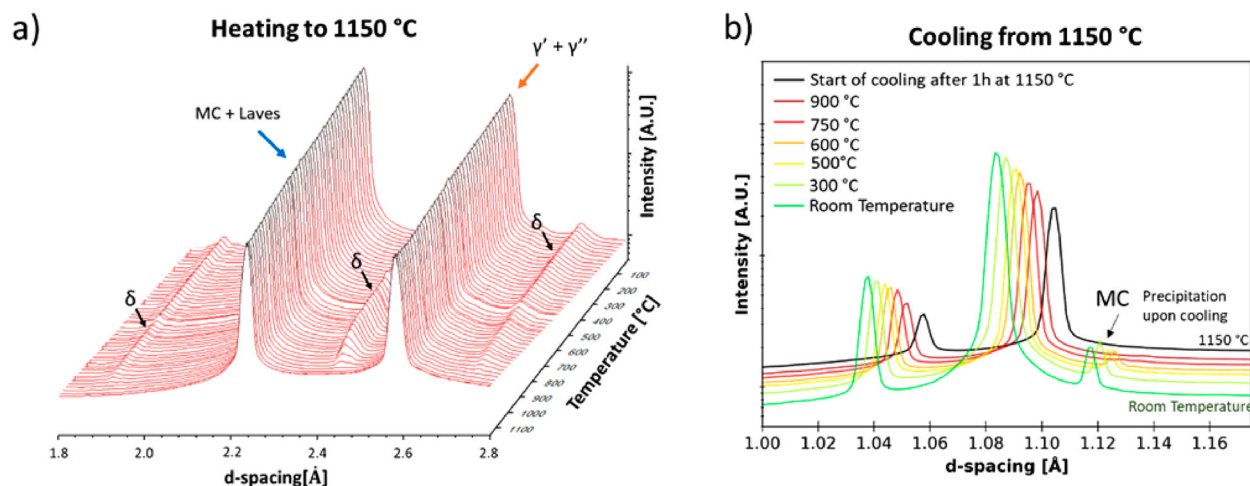 a)
Heating to 1150 °C
γ’ + γ’’
MC + Laves
δ
δ
δ
Intensity [A.U.]
100
200
300
400
500
600
700
800
900
1000
1100
Temperature [°C]
1.8
2.0
2.2
2.4
2.6
2.8
d-spacing[Å]
b)
Cooling from 1150 °C
Start of cooling after 1h at 1150 °C
900 °C
750 °C
600 °C
500°C
300 °C
Room Temperature
Intensity [A.U.]
MC
Precipitation
upon cooling
1150 °C
Room Temperature
1.00 1.02 1.04 1.06 1.08 1.10 1.12 1.14 1.16
d-spacing [Å]